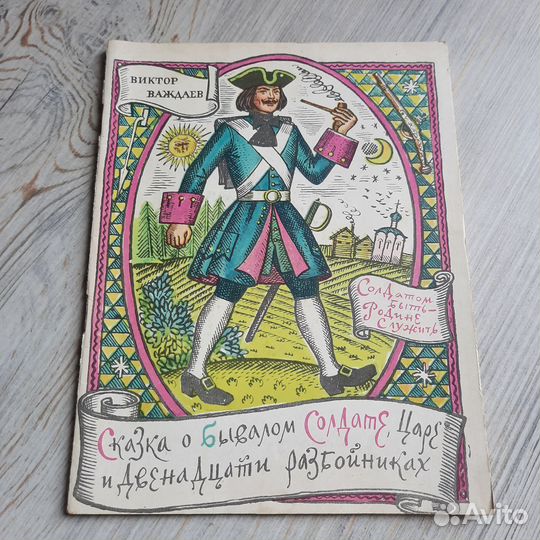 ВИКТОР
ВАЖДАЕВ
Солдатом
быть –
Родине
служить
Сказка о Бывалом Солдате, Царе
и двенадцати разбойниках
Avito